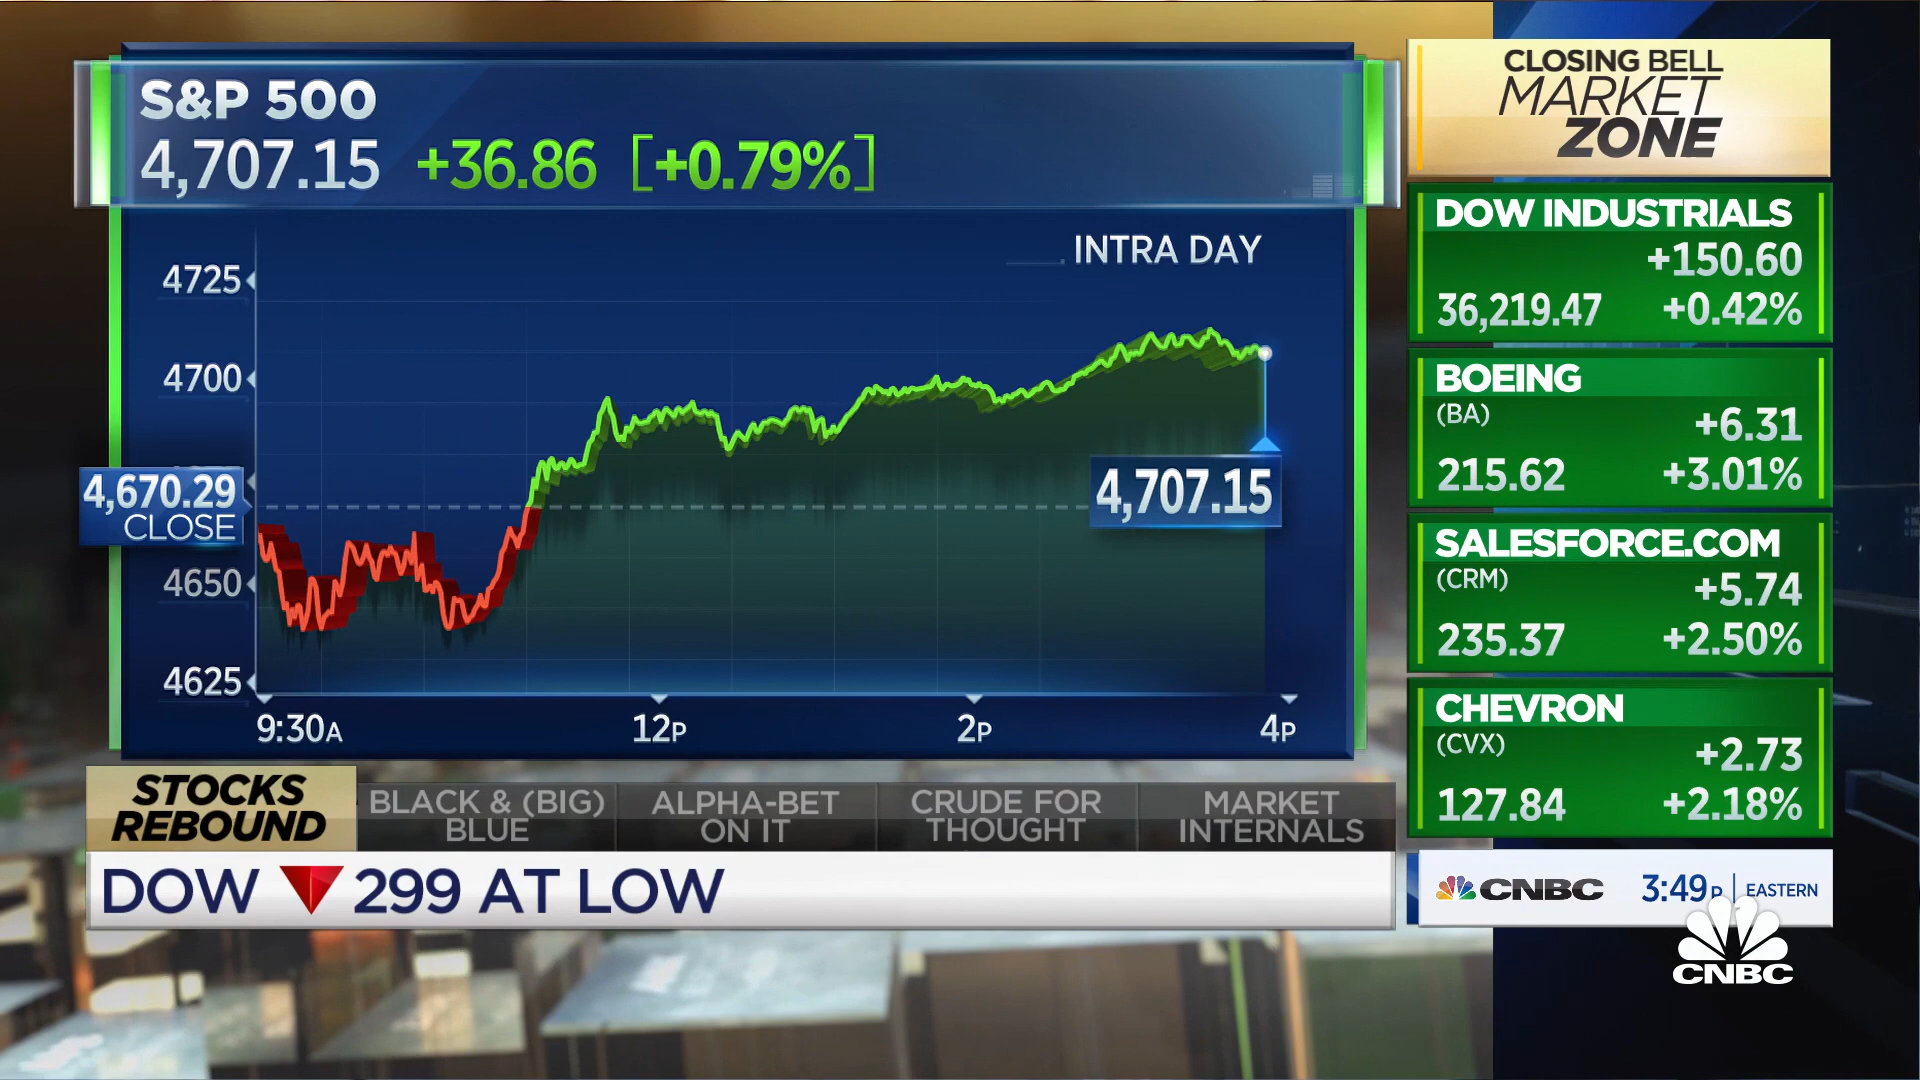 S&P 500
4,707.15 +36.86 [+0.79%]
INTRA DAY
4725
4700
4,670.29
CLOSE
4650
4625
4,707.15
9:30A 12P 2P 4P
CLOSING BELL
MARKET
ZONE
DOW INDUSTRIALS
+150.60
36,219.47 +0.42%
BOEING
(BA)
+6.31
215.62 +3.01%
SALESFORCE.COM
(CRM)
+5.74
235.37 +2.50%
CHEVRON
(CVX)
+2.73
127.84 +2.18%
STOCKS
REBOUND
BLACK & (BIG)
BLUE
ALPHA-BET
ON IT
CRUDE FOR
THOUGHT
MARKET
INTERNALS
DOW ▼ 299 AT LOW
CNBC 3:49P | EASTERN
CNBC